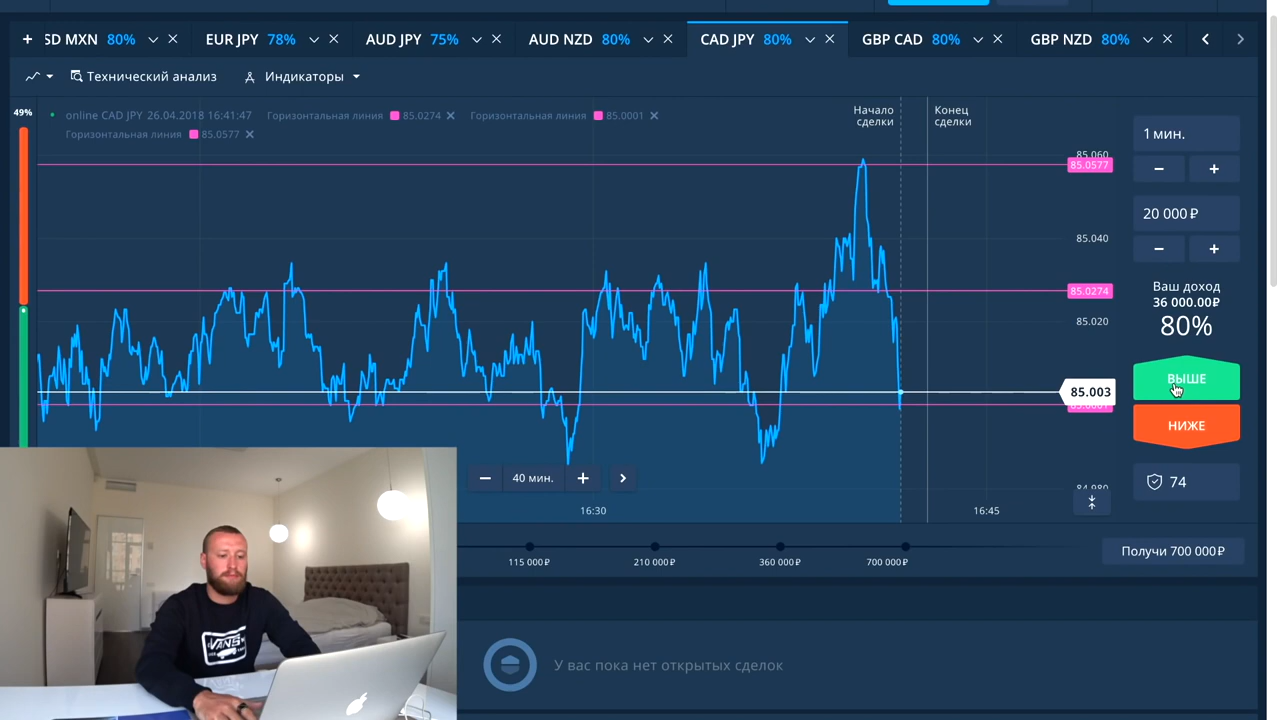 SD MXN 80% EUR JPY 78% AUD JPY 75% AUD NZD 80% CAD JPY 80% GBP CAD 80% GBP NZD 80%
Технический анализ Индикаторы
49%
online CAD JPY 26.04.2018 16:41:47 Горизонтальная линия 85.0274 Горизонтальная линия 85.0001
Горизонтальная линия 85.0577
Начало сделки
Конец сделки
85.060
85.0577
85.040
85.0274
85.020
85.003
85.0001
84.980
1 мин.
20 000 ₽
Ваш доход
36 000.00₽
80%
ВЫШЕ
НИЖЕ
74
40 мин.
16:30 16:45
115 000₽ 210 000₽ 360 000₽ 700 000₽
Получи 700 000₽
У вас пока нет открытых сделок
VANS